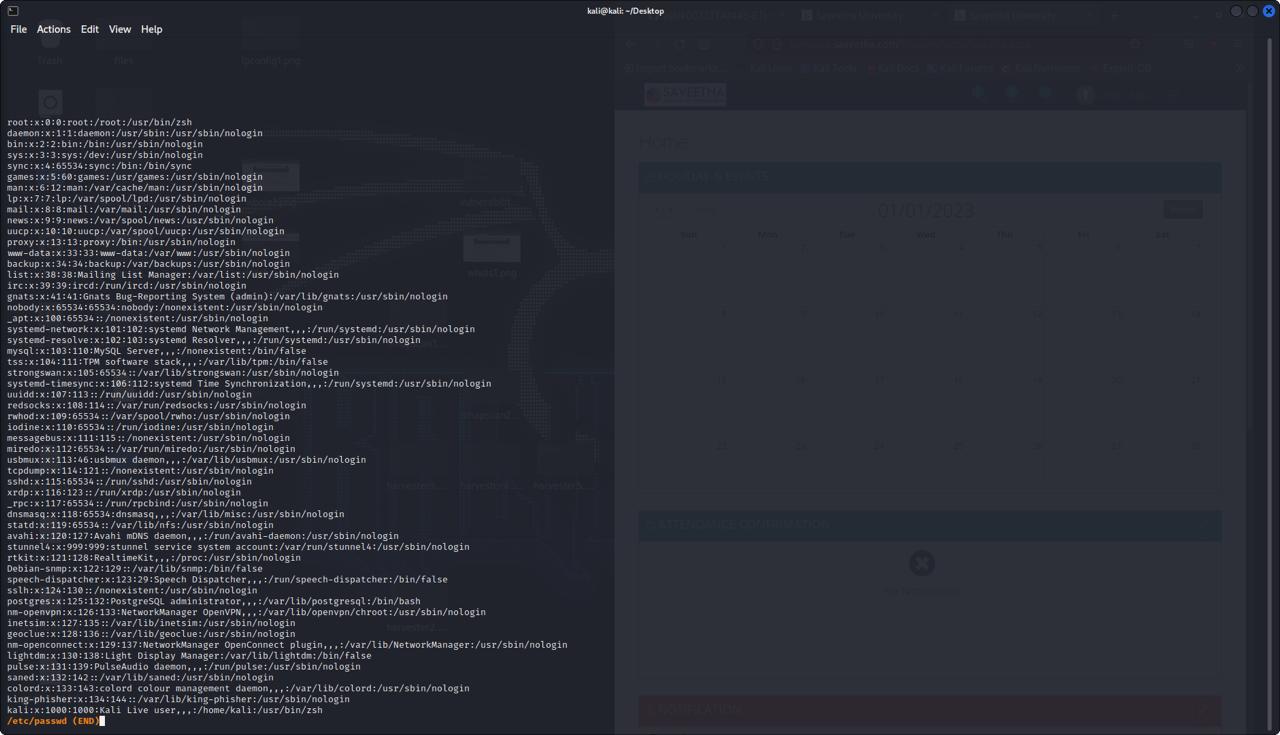 kali@kali: ~/Desktop
File Actions Edit View Help
Trash
files
ipconfig1.png
SAVEETHA
Home
01/01/2023
Sun Mon Tue Wed Thu Fri Sat
whois1.png
ATTENDANCE CONFIRMATION
root:x:0:0:root:/root:/usr/bin/zsh
daemon:x:1:1:daemon:/usr/sbin:/usr/sbin/nologin
bin:x:2:2:bin:/bin:/usr/sbin/nologin
sys:x:3:3:sys:/dev:/usr/sbin/nologin
sync:x:4:65534:sync:/bin:/bin/sync
games:x:5:60:games:/usr/games:/usr/sbin/nologin
man:x:6:12:man:/var/cache/man:/usr/sbin/nologin
lp:x:7:7:lp:/var/spool/lpd:/usr/sbin/nologin
mail:x:8:8:mail:/var/mail:/usr/sbin/nologin
news:x:9:9:news:/var/spool/news:/usr/sbin/nologin
uucp:x:10:10:uucp:/var/spool/uucp:/usr/sbin/nologin
proxy:x:13:13:proxy:/bin:/usr/sbin/nologin
www-data:x:33:33:www-data:/var/www:/usr/sbin/nologin
backup:x:34:34:backup:/var/backups:/usr/sbin/nologin
list:x:38:38:Mailing List Manager:/var/list:/usr/sbin/nologin
irc:x:39:39:ircd:/run/ircd:/usr/sbin/nologin
gnats:x:41:41:Gnats Bug-Reporting System (admin):/var/lib/gnats:/usr/sbin/nologin
nobody:x:65534:65534:nobody:/nonexistent:/usr/sbin/nologin
_apt:x:100:65534::/nonexistent:/usr/sbin/nologin
systemd-network:x:101:102:systemd Network Management,,,:/run/systemd:/usr/sbin/nologin
systemd-resolve:x:102:103:systemd Resolver,,,:/run/systemd:/usr/sbin/nologin
mysql:x:103:110:MySQL Server,,,:/nonexistent:/bin/false
tss:x:104:111:TPM software stack,,,:/var/lib/tpm:/bin/false
strongswan:x:105:65534::/var/lib/strongswan:/usr/sbin/nologin
systemd-timesync:x:106:112:systemd Time Synchronization,,,:/run/systemd:/usr/sbin/nologin
uuidd:x:107:113::/run/uuidd:/usr/sbin/nologin
redsocks:x:108:114::/var/run/redsocks:/usr/sbin/nologin
rwhod:x:109:65534::/var/spool/rwho:/usr/sbin/nologin
iodine:x:110:65534::/run/iodine:/usr/sbin/nologin
messagebus:x:111:115::/nonexistent:/usr/sbin/nologin
miredo:x:112:65534::/var/run/miredo:/usr/sbin/nologin
usbmux:x:113:46:usbmux daemon,,,:/var/lib/usbmux:/usr/sbin/nologin
tcpdump:x:114:121::/nonexistent:/usr/sbin/nologin
sshd:x:115:65534::/run/sshd:/usr/sbin/nologin
xrdp:x:116:123::/run/xrdp:/usr/sbin/nologin
_rpc:x:117:65534::/run/rpcbind:/usr/sbin/nologin
dnsmasq:x:118:65534:dnsmasq,,,:/var/lib/misc:/usr/sbin/nologin
statd:x:119:65534::/var/lib/nfs:/usr/sbin/nologin
avahi:x:120:127:Avahi mDNS daemon,,,:/run/avahi-daemon:/usr/sbin/nologin
stunnel4:x:999:999:stunnel service system account:/var/run/stunnel4:/usr/sbin/nologin
rtkit:x:121:128:RealtimeKit,,,:/proc:/usr/sbin/nologin
Debian-snmp:x:122:129::/var/lib/snmp:/bin/false
speech-dispatcher:x:123:29:Speech Dispatcher,,,:/run/speech-dispatcher:/bin/false
sslh:x:124:130::/nonexistent:/usr/sbin/nologin
postgres:x:125:132:PostgreSQL administrator,,,:/var/lib/postgresql:/bin/bash
nm-openvpn:x:126:133:NetworkManager OpenVPN,,,:/var/lib/openvpn/chroot:/usr/sbin/nologin
inetsim:x:127:135::/var/lib/inetsim:/usr/sbin/nologin
geoclue:x:128:136::/var/lib/geoclue:/usr/sbin/nologin
nm-openconnect:x:129:137:NetworkManager OpenConnect plugin,,,:/var/lib/NetworkManager:/usr/sbin/nologin
lightdm:x:130:138:Light Display Manager:/var/lib/lightdm:/bin/false
pulse:x:131:139:PulseAudio daemon,,,:/run/pulse:/usr/sbin/nologin
saned:x:132:142::/var/lib/saned:/usr/sbin/nologin
colord:x:133:143:colord colour management daemon,,,:/var/lib/colord:/usr/sbin/nologin
king-phisher:x:134:144::/var/lib/king-phisher:/usr/sbin/nologin
kali:x:1000:1000:Kali Live user,,,:/home/kali:/usr/bin/zsh
/etc/passwd (END)